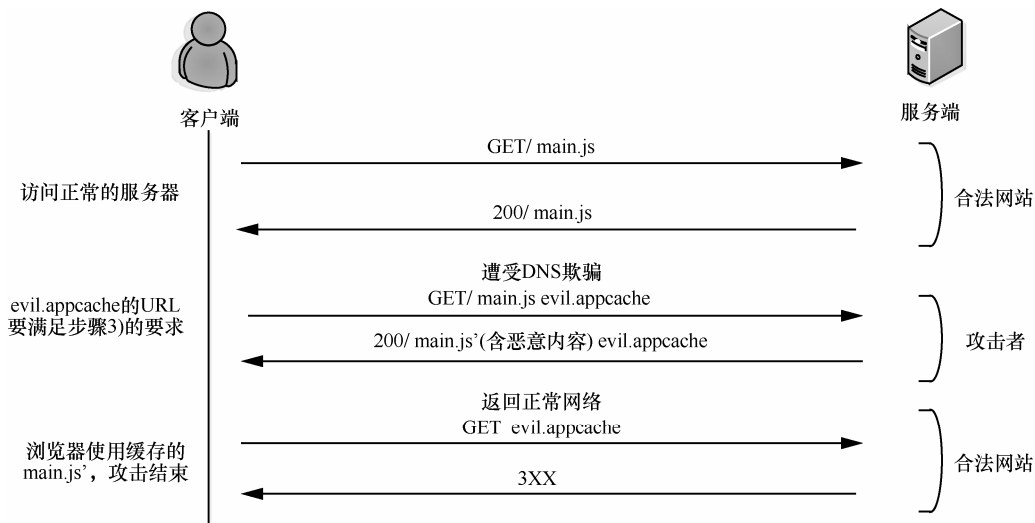 客户端
服务端
GET/ main.js
访问正常的服务器
200/ main.js
合法网站
遭受DNS欺骗
GET/ main.js evil.appcache
evil.appcache的URL
要满足步骤3)的要求
200/ main.js’(含恶意内容) evil.appcache
攻击者
返回正常网络
GET evil.appcache
浏览器使用缓存的
main.js’，攻击结束
3XX
合法网站